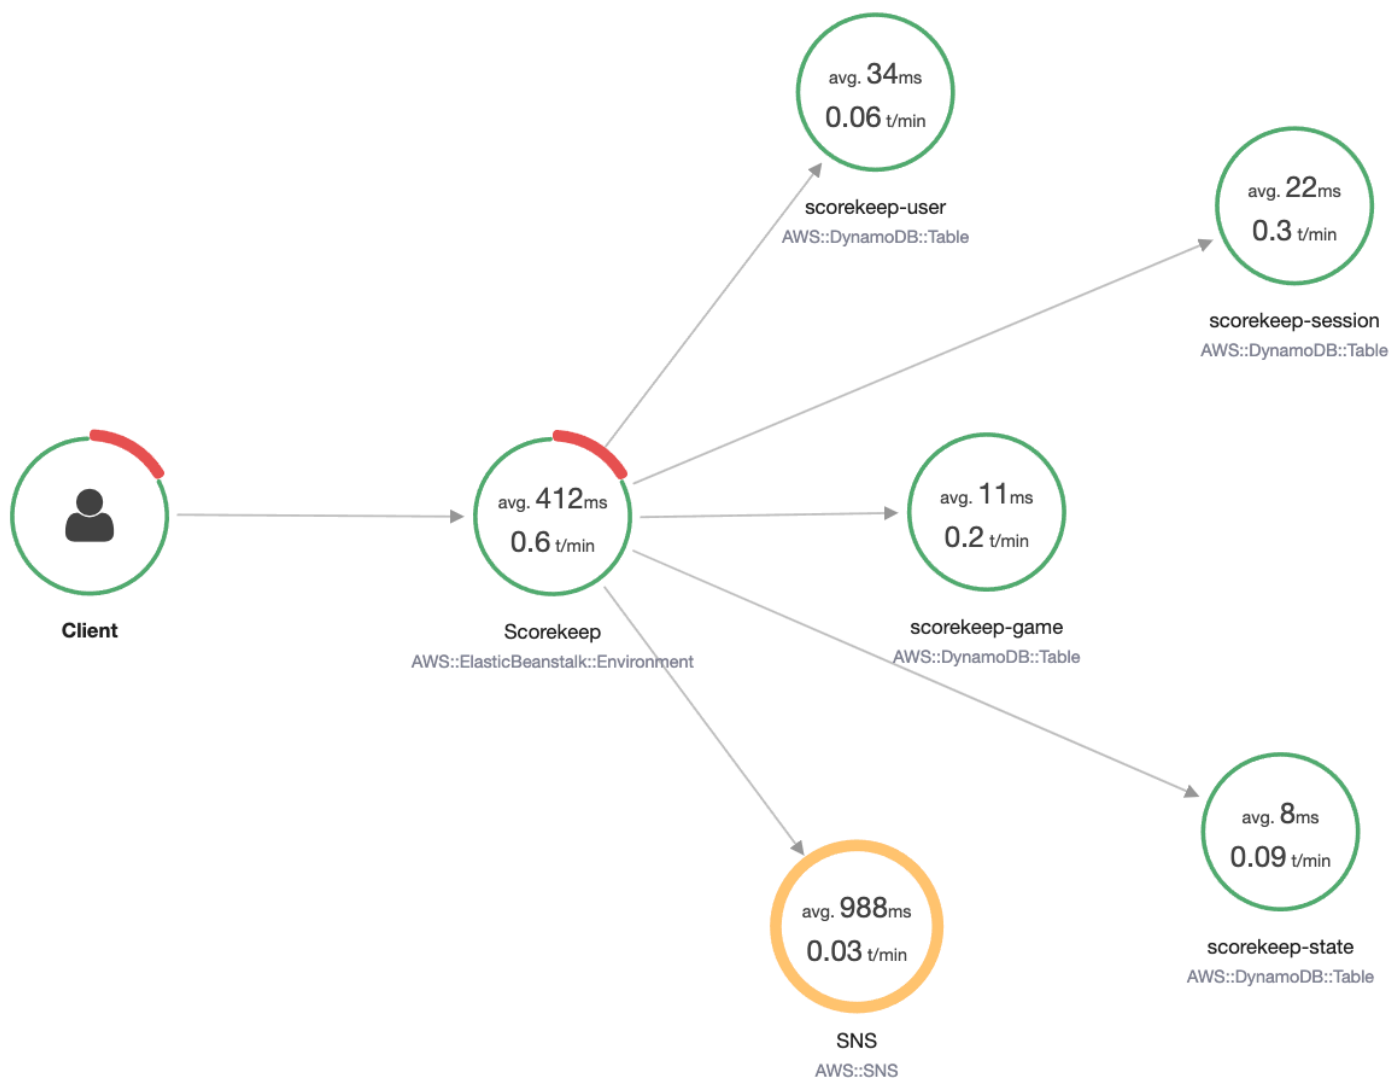 avg. 34ms
0.06 t/min
scorekeep-user
AWS::DynamoDB::Table
avg. 22ms
0.3 t/min
scorekeep-session
AWS::DynamoDB::Table
Client
avg. 412ms
0.6 t/min
Scorekeep
AWS::ElasticBeanstalk::Environment
avg. 11ms
0.2 t/min
scorekeep-game
AWS::DynamoDB::Table
avg. 8ms
0.09 t/min
scorekeep-state
AWS::DynamoDB::Table
avg. 988ms
0.03 t/min
SNS
AWS::SNS